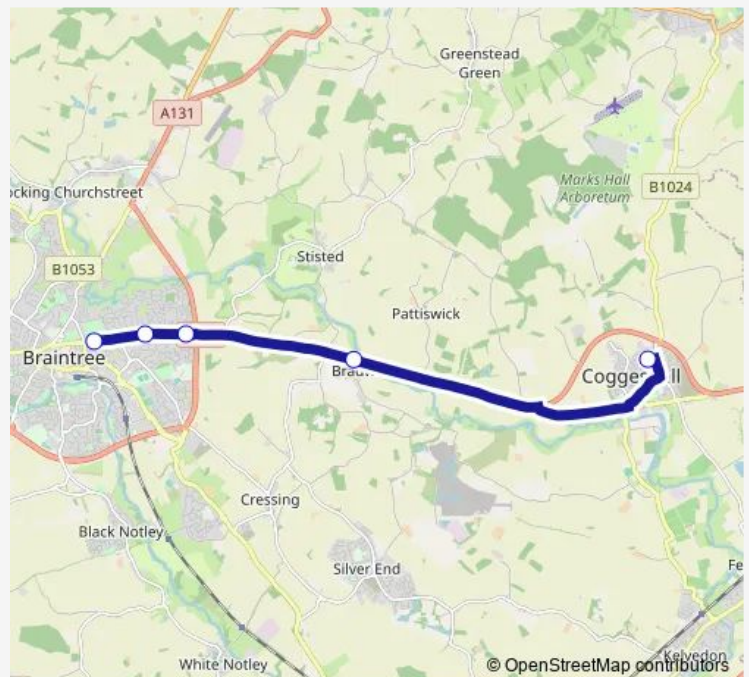 Greenstead
Green
A131
Marks Hall
Arboretum
B1024
ocking Churchstreet
Stisted
B1053
Pattiswick
Braintree
Cressing
Black Notley
Silver End
Fe
White Notley
Kelvedon
© OpenStreetMap contributors